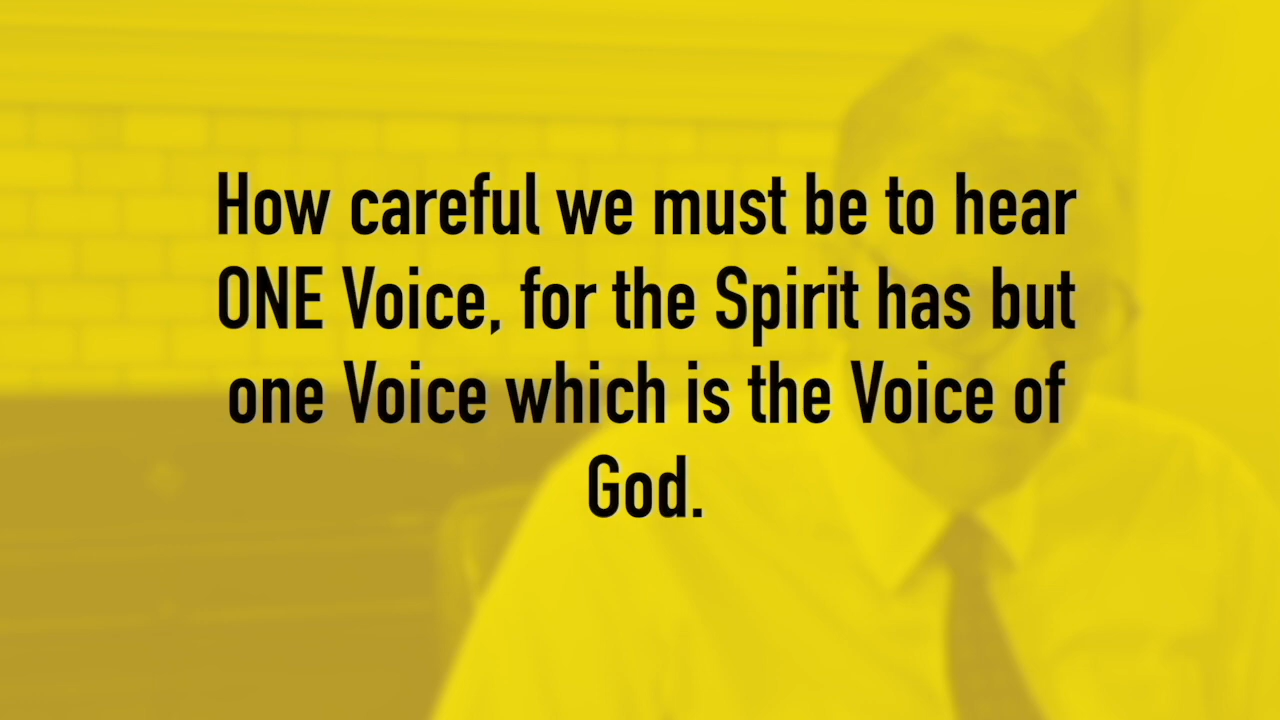 How careful we must be to hear
ONE Voice, for the Spirit has but
one Voice which is the Voice of
God.